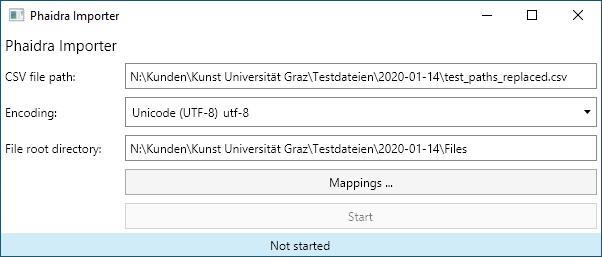 Phaidra Importer
Phaidra Importer
CSV file path: N:\Kunden\Kunst Universität Graz\Testdateien\2020-01-14\test_paths_replaced.csv
Encoding: Unicode (UTF-8) utf-8
File root directory: N:\Kunden\Kunst Universität Graz\Testdateien\2020-01-14\Files
Mappings ...
Start
Not started